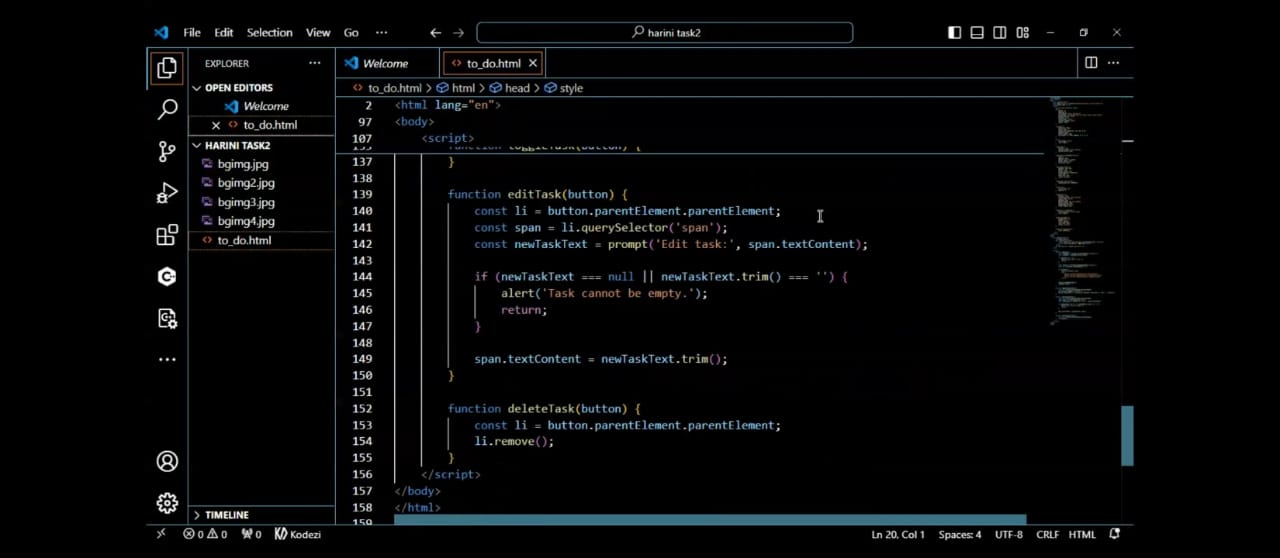 File Edit Selection View Go ··· harini task2
EXPLORER ···
Welcome
to_do.html
OPEN EDITORS
Welcome
to_do.html
HARINI TASK2
bgimg.jpg
bgimg2.jpg
bgimg3.jpg
bgimg4.jpg
to_do.html
TIMELINE
to_do.html > html > head > style
2 <html lang="en">
97 <body>
107 <script>
function toggleTask(button) {
137 }
138
139 function editTask(button) {
140 const li = button.parentElement.parentElement;
141 const span = li.querySelector('span');
142 const newTaskText = prompt('Edit task:', span.textContent);
143
144 if (newTaskText === null || newTaskText.trim() === '') {
145 alert('Task cannot be empty.');
146 return;
147 }
148
149 span.textContent = newTaskText.trim();
150 }
151
152 function deleteTask(button) {
153 const li = button.parentElement.parentElement;
154 li.remove();
155 }
156 </script>
157 </body>
158 </html>
159
0 0 0 Kodezi Ln 20, Col 1 Spaces: 4 UTF-8 CRLF HTML